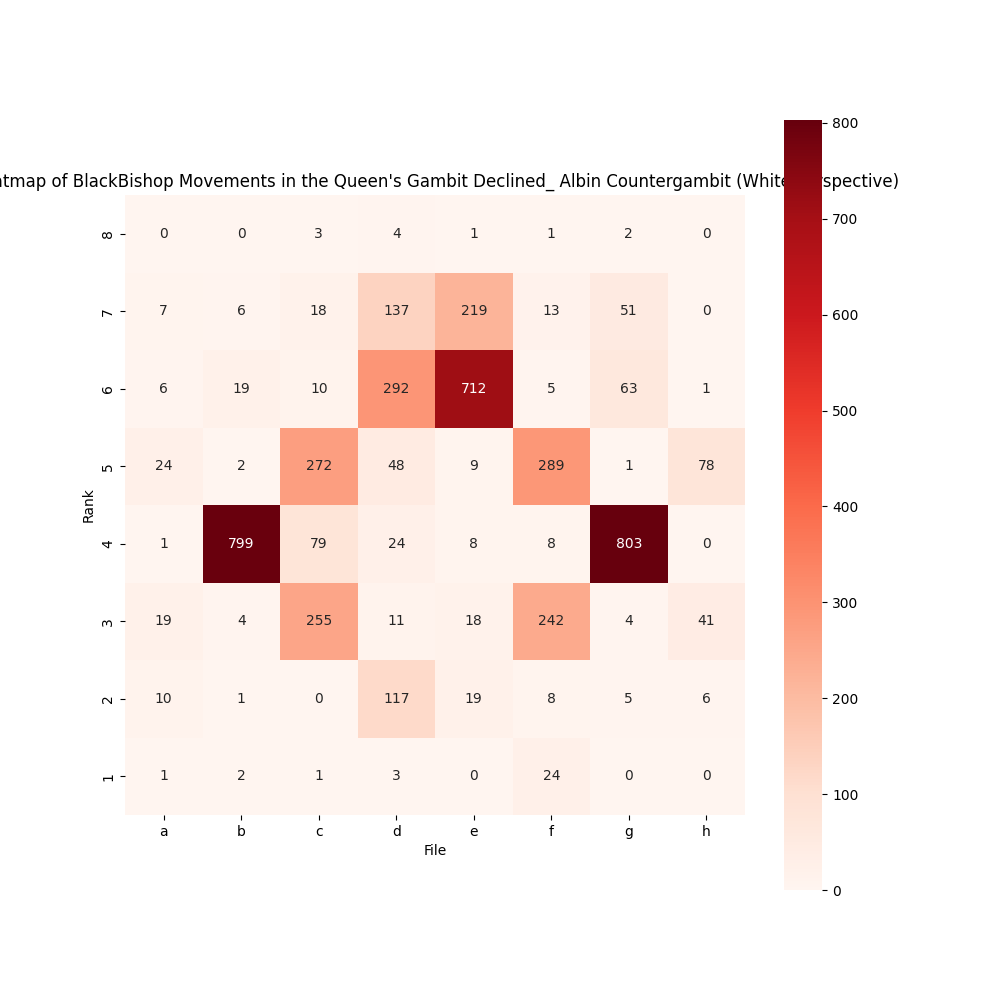 atmap of BlackBishop Movements in the Queen's Gambit Declined_ Albin Countergambit (White spective)
800
700
600
500
400
300
200
100
0
Rank
8 0 0 3 4 1 1 2 0
7 7 6 18 137 219 13 51 0
6 6 19 10 292 712 5 63 1
5 24 2 272 48 9 289 1 78
4 1 799 79 24 8 8 803 0
3 19 4 255 11 18 242 4 41
2 10 1 0 117 19 8 5 6
1 1 2 1 3 0 24 0 0
a b c d e f g h
File